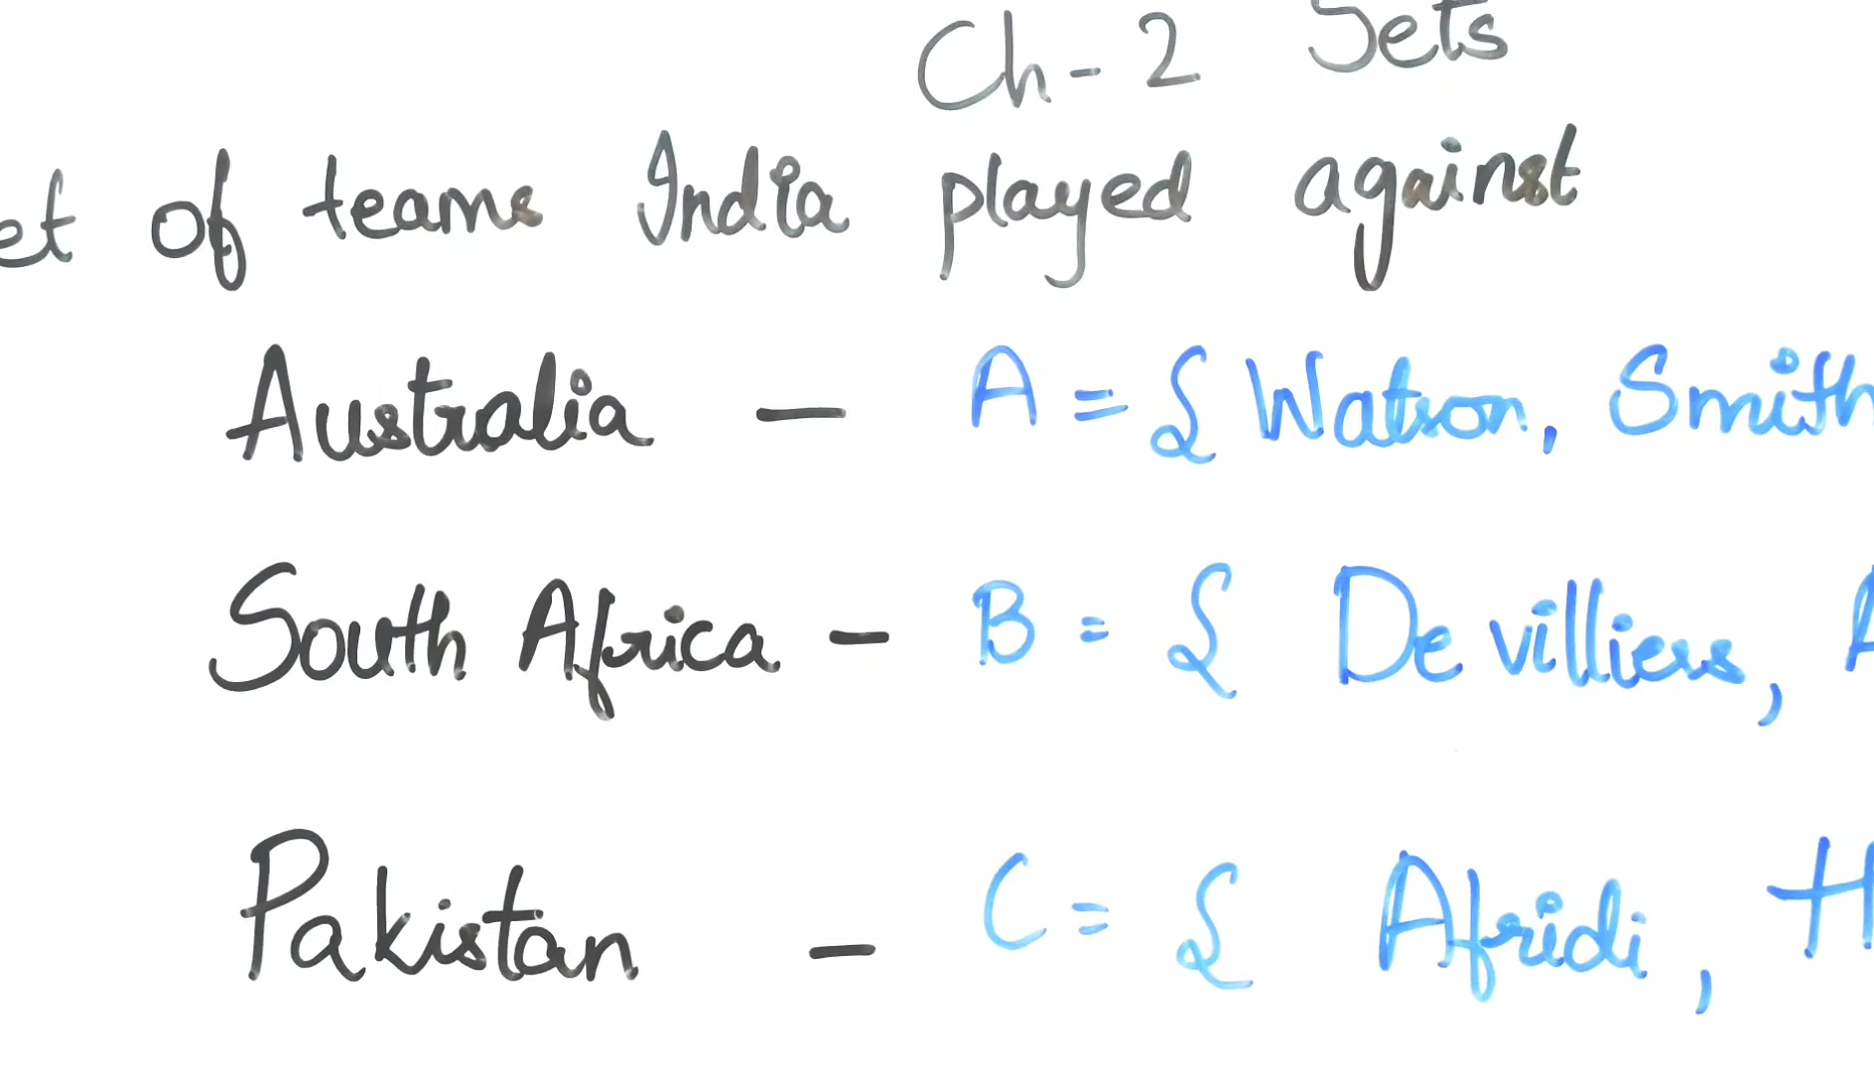 Ch-2 Sets
et of teams India played against
Australia — A = { Watson, Smith
South Africa — B = { De villiers, A
Pakistan — C = { Afridi, H